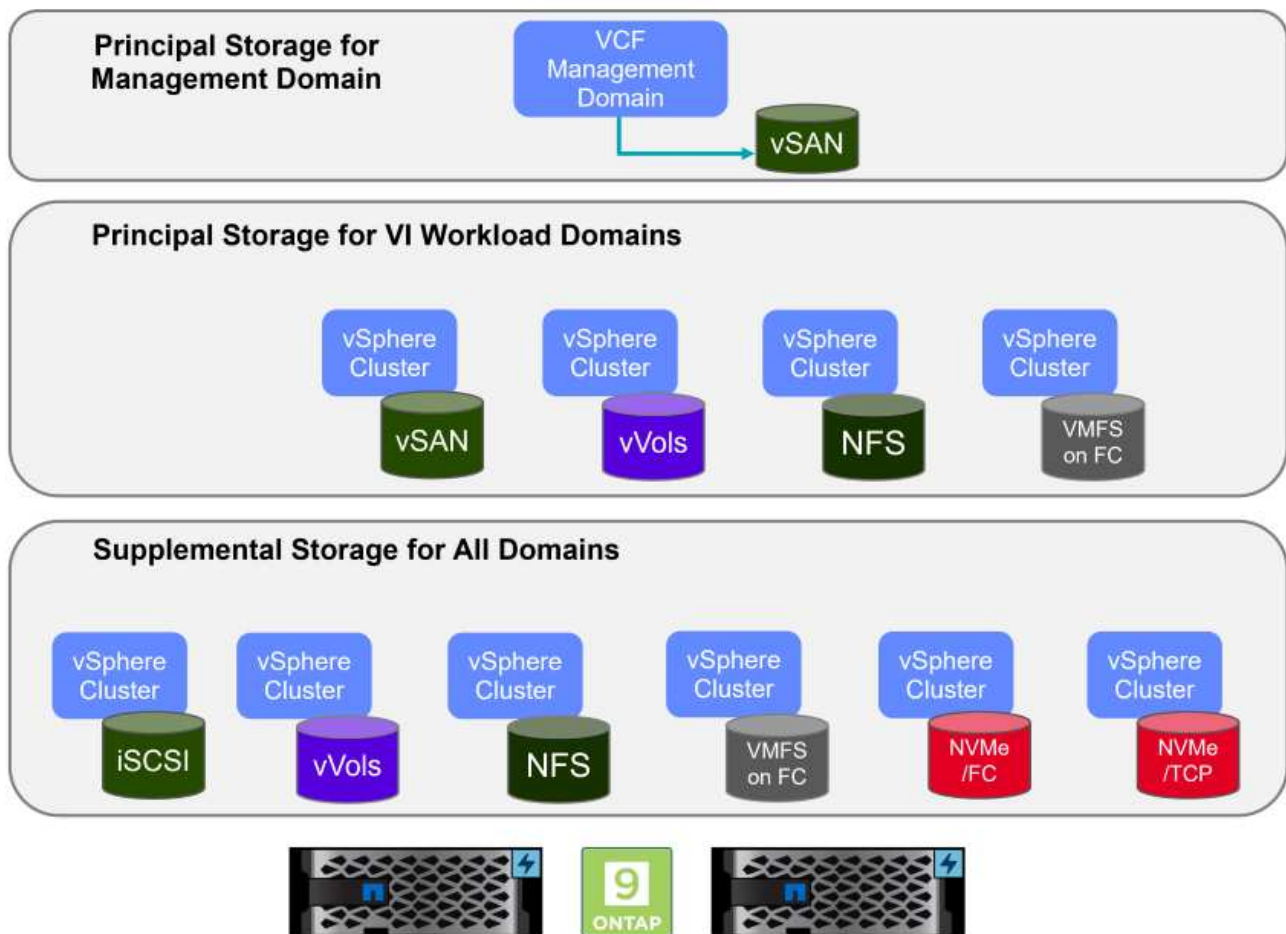 Principal Storage for
Management Domain
VCF
Management
Domain
vSAN
Principal Storage for VI Workload Domains
vSphere
Cluster
vSAN
vSphere
Cluster
vVols
vSphere
Cluster
NFS
vSphere
Cluster
VMFS
on FC
Supplemental Storage for All Domains
vSphere
Cluster
iSCSI
vSphere
Cluster
vVols
vSphere
Cluster
NFS
vSphere
Cluster
VMFS
on FC
vSphere
Cluster
NVMe
/FC
vSphere
Cluster
NVMe
/TCP
9
ONTAP